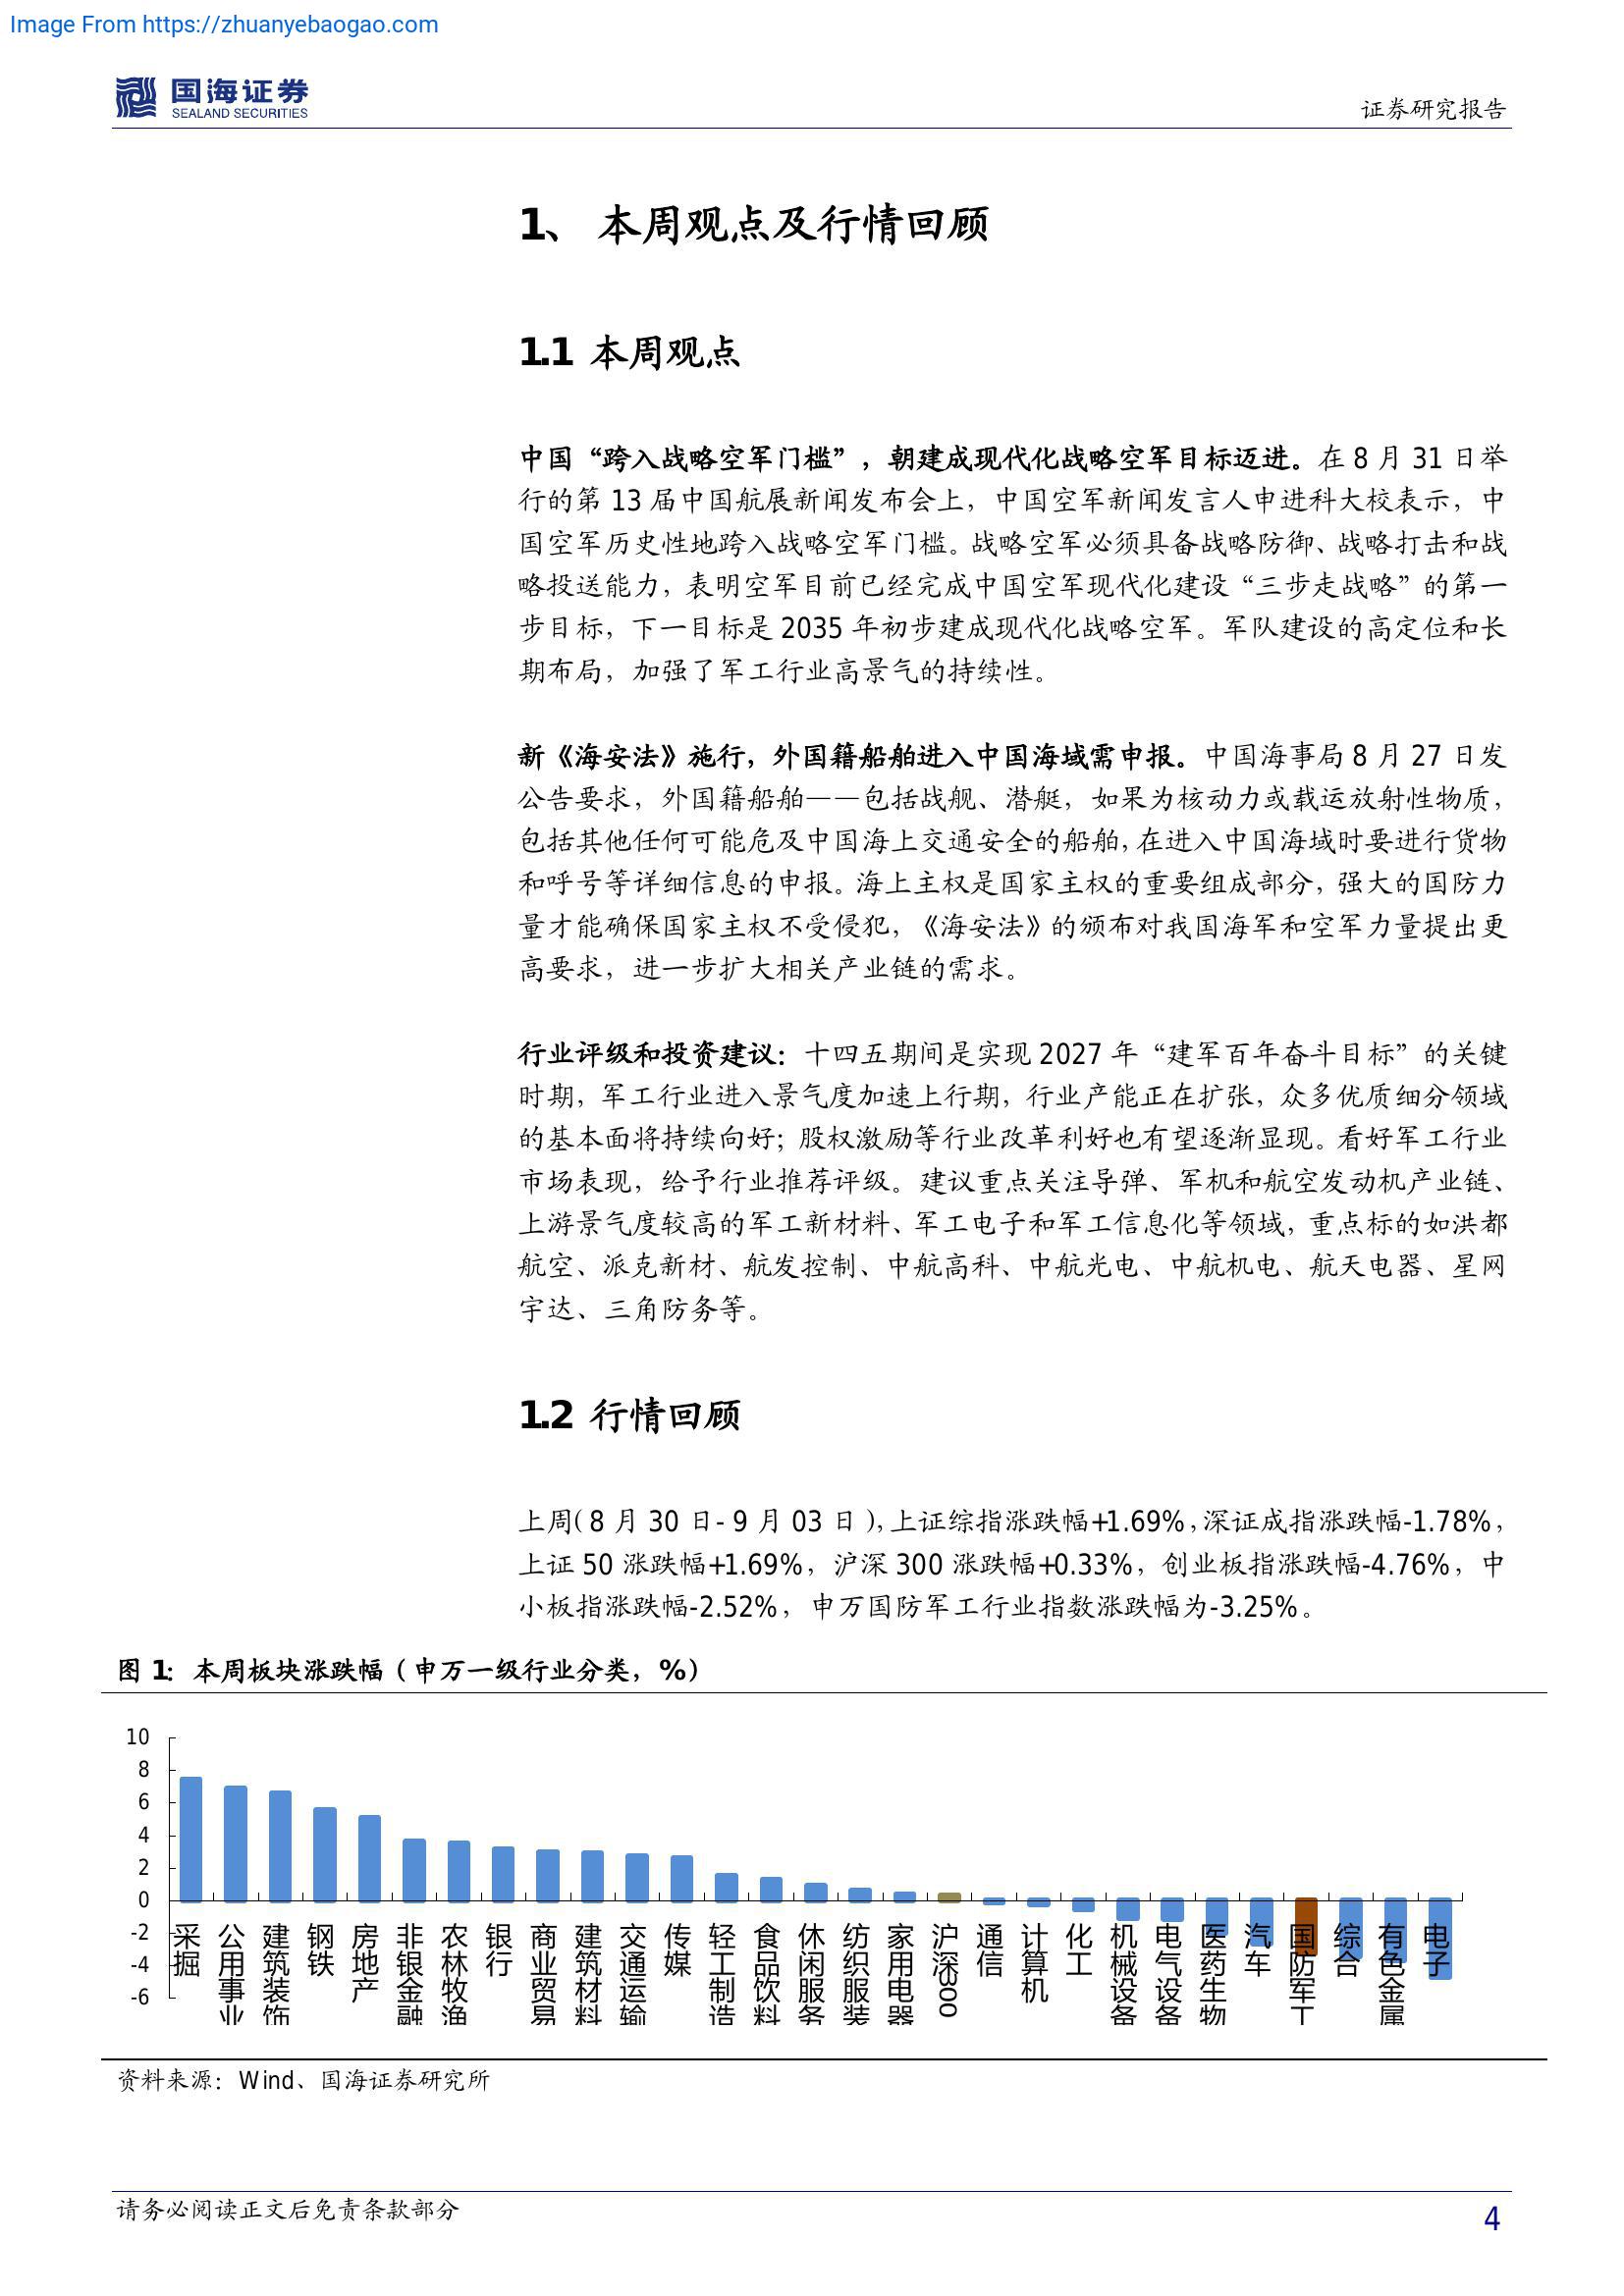 Image From https://zhuanyebaogao.com
国海证券
SEALAND SECURITIES
证券研究报告
1、 本周观点及行情回顾
1.1 本周观点
中国“跨入战略空军门槛”，朝建成现代化战略空军目标迈进。在 8 月 31 日举
行的第 13 届中国航展新闻发布会上，中国空军新闻发言人申进科大校表示，中
国空军历史性地跨入战略空军门槛。战略空军必须具备战略防御、战略打击和战
略投送能力，表明空军目前已经完成中国空军现代化建设“三步走战略”的第一
步目标，下一目标是 2035 年初步建成现代化战略空军。军队建设的高定位和长
期布局，加强了军工行业高景气的持续性。
新《海安法》施行，外国籍船舶进入中国海域需申报。中国海事局 8 月 27 日发
公告要求，外国籍船舶——包括战舰、潜艇，如果为核动力或载运放射性物质，
包括其他任何可能危及中国海上交通安全的船舶，在进入中国海域时要进行货物
和呼号等详细信息的申报。海上主权是国家主权的重要组成部分，强大的国防力
量才能确保国家主权不受侵犯，《海安法》的颁布对我国海军和空军力量提出更
高要求，进一步扩大相关产业链的需求。
行业评级和投资建议：十四五期间是实现 2027 年“建军百年奋斗目标”的关键
时期，军工行业进入景气度加速上行期，行业产能正在扩张，众多优质细分领域
的基本面将持续向好；股权激励等行业改革利好也有望逐渐显现。看好军工行业
市场表现，给予行业推荐评级。建议重点关注导弹、军机和航空发动机产业链、
上游景气度较高的军工新材料、军工电子和军工信息化等领域，重点标的如洪都
航空、派克新材、航发控制、中航高科、中航光电、中航机电、航天电器、星网
宇达、三角防务等。
1.2 行情回顾
上周（8 月 30 日- 9 月 03 日），上证综指涨跌幅+1.69%，深证成指涨跌幅-1.78%，
上证 50 涨跌幅+1.69%，沪深 300 涨跌幅+0.33%，创业板指涨跌幅-4.76%，中
小板指涨跌幅-2.52%，申万国防军工行业指数涨跌幅为-3.25%。
图 1：本周板块涨跌幅（申万一级行业分类，%）
10
8
6
4
2
0
-2
-4
-6
采掘
公用事业
建筑装饰
钢铁
房地产
非银金融
农林牧渔
银行
商业贸易
建筑材料
交通运输
传媒
轻工制造
食品饮料
休闲服务
纺织服装
家用电器
沪深300
通信
计算机
化工
机械设备
电气设备
医药生物
汽车
国防军工
综合
有色金属
电子
资料来源：Wind、国海证券研究所
请务必阅读正文后免责条款部分
4